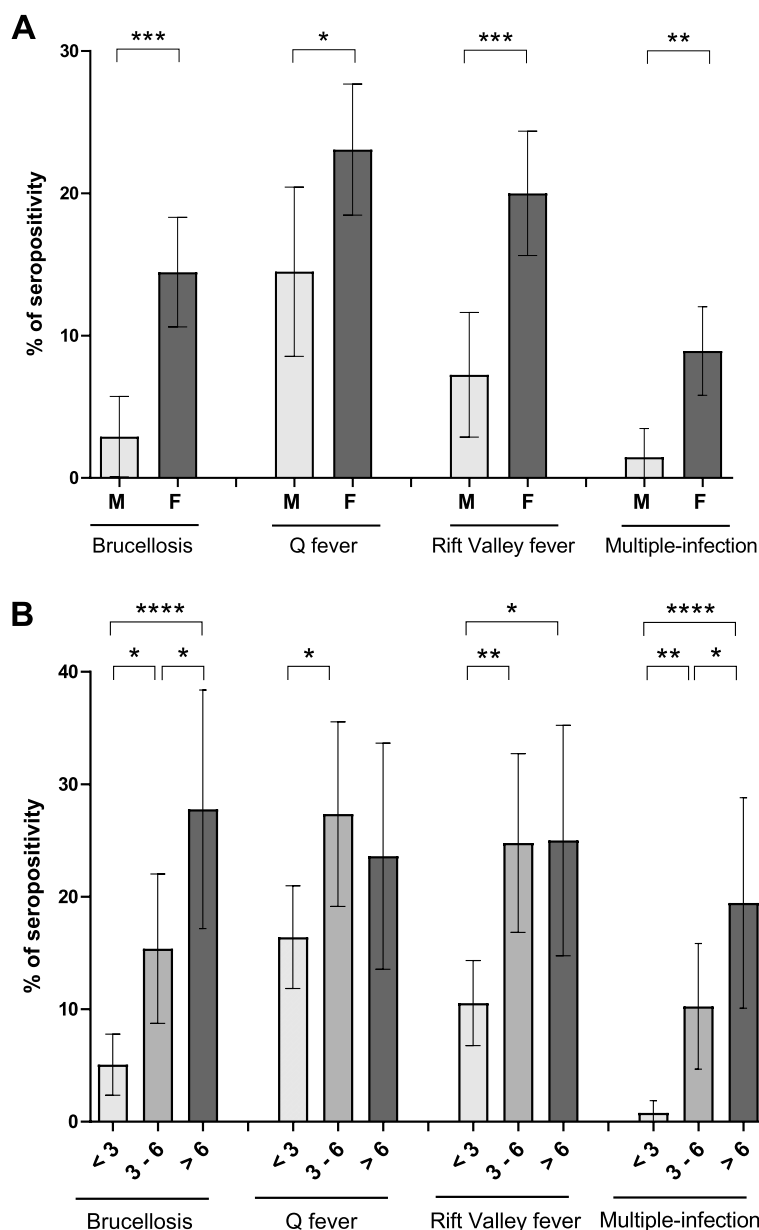 A
% of seropositivity
30
20
10
0
*** * *** **
M F M F M F M F
Brucellosis Q fever Rift Valley fever Multiple-infection
B
% of seropositivity
40
30
20
10
0
**** * ****
* * * ** ** *
< 3 3 - 6 > 6 < 3 3 - 6 > 6 < 3 3 - 6 > 6 < 3 3 - 6 > 6
Brucellosis Q fever Rift Valley fever Multiple-infection